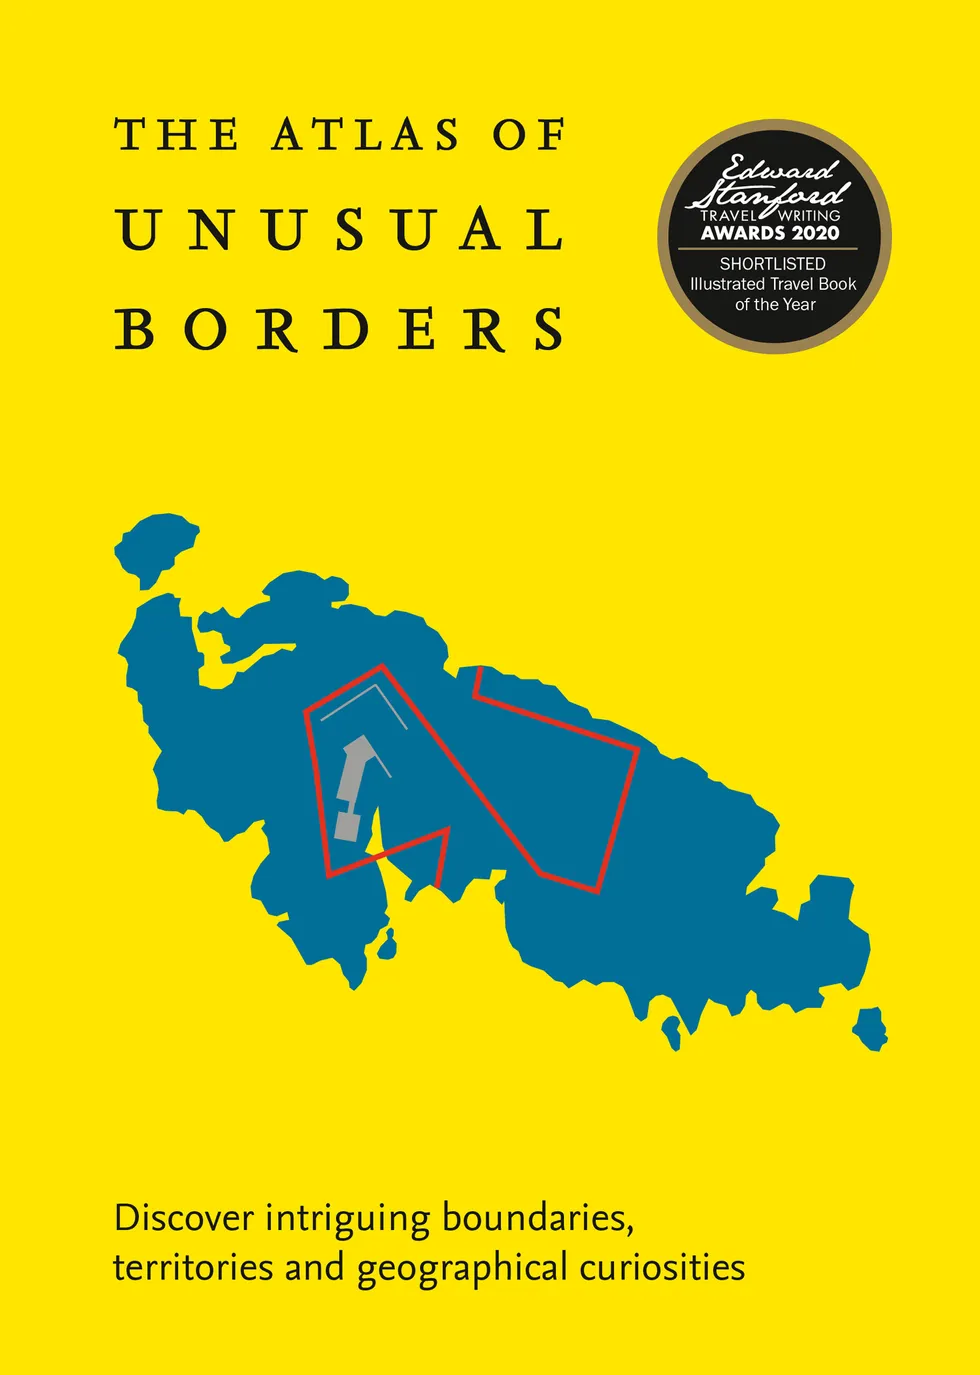 THE ATLAS OF
UNUSUAL
BORDERS
Edward
Stanford
TRAVEL WRITING
AWARDS 2020
SHORTLISTED
Illustrated Travel Book
of the Year
Discover intriguing boundaries,
territories and geographical curiosities